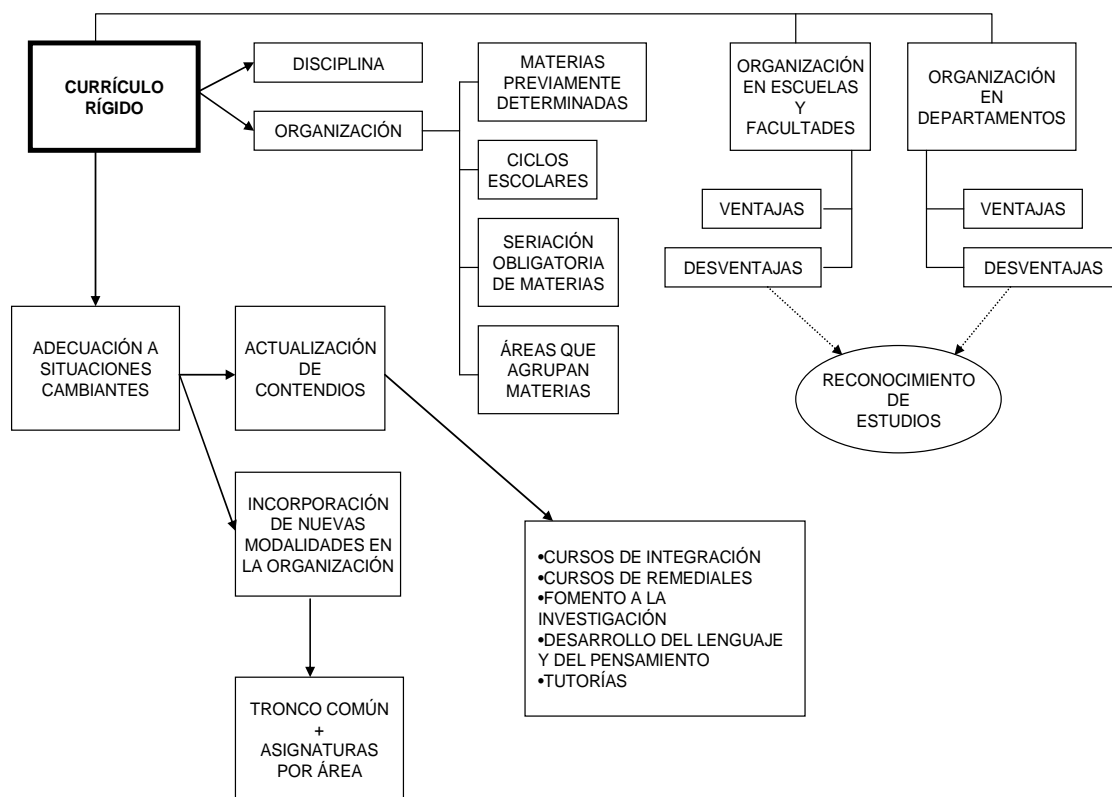 CURRÍCULO
RÍGIDO
DISCIPLINA
ORGANIZACIÓN
MATERIAS
PREVIAMENTE
DETERMINADAS
CICLOS
ESCOLARES
SERIACIÓN
OBLIGATORIA
DE MATERIAS
ÁREAS QUE
AGRUPAN
MATERIAS
ORGANIZACIÓN
EN ESCUELAS
Y
FACULTADES
VENTAJAS
DESVENTAJAS
ORGANIZACIÓN
EN
DEPARTAMENTOS
VENTAJAS
DESVENTAJAS
RECONOCIMIENTO
DE
ESTUDIOS
ADECUACIÓN A
SITUACIONES
CAMBIANTES
ACTUALIZACIÓN
DE
CONTENDIOS
INCORPORACIÓN
DE NUEVAS
MODALIDADES EN
LA ORGANIZACIÓN
•CURSOS DE INTEGRACIÓN
•CURSOS DE REMEDIALES
•FOMENTO A LA
INVESTIGACIÓN
•DESARROLLO DEL LENGUAJE
Y DEL PENSAMIENTO
•TUTORÍAS
TRONCO COMÚN
+
ASIGNATURAS
POR ÁREA